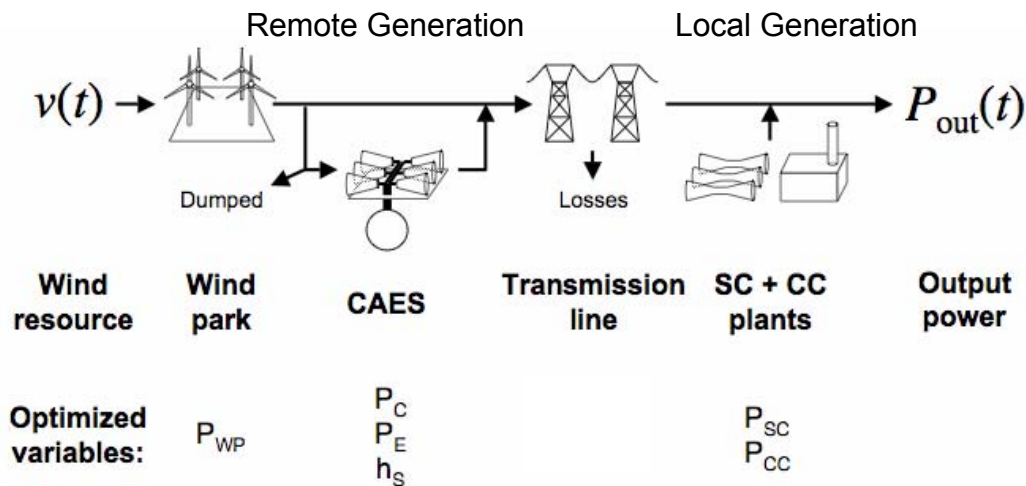 Remote Generation
Local Generation
v(t)
P_out(t)
Dumped
Losses
Wind
resource
Wind
park
CAES
Transmission
line
SC + CC
plants
Output
power
Optimized
variables:
P_WP
P_C
P_E
h_S
P_SC
P_CC